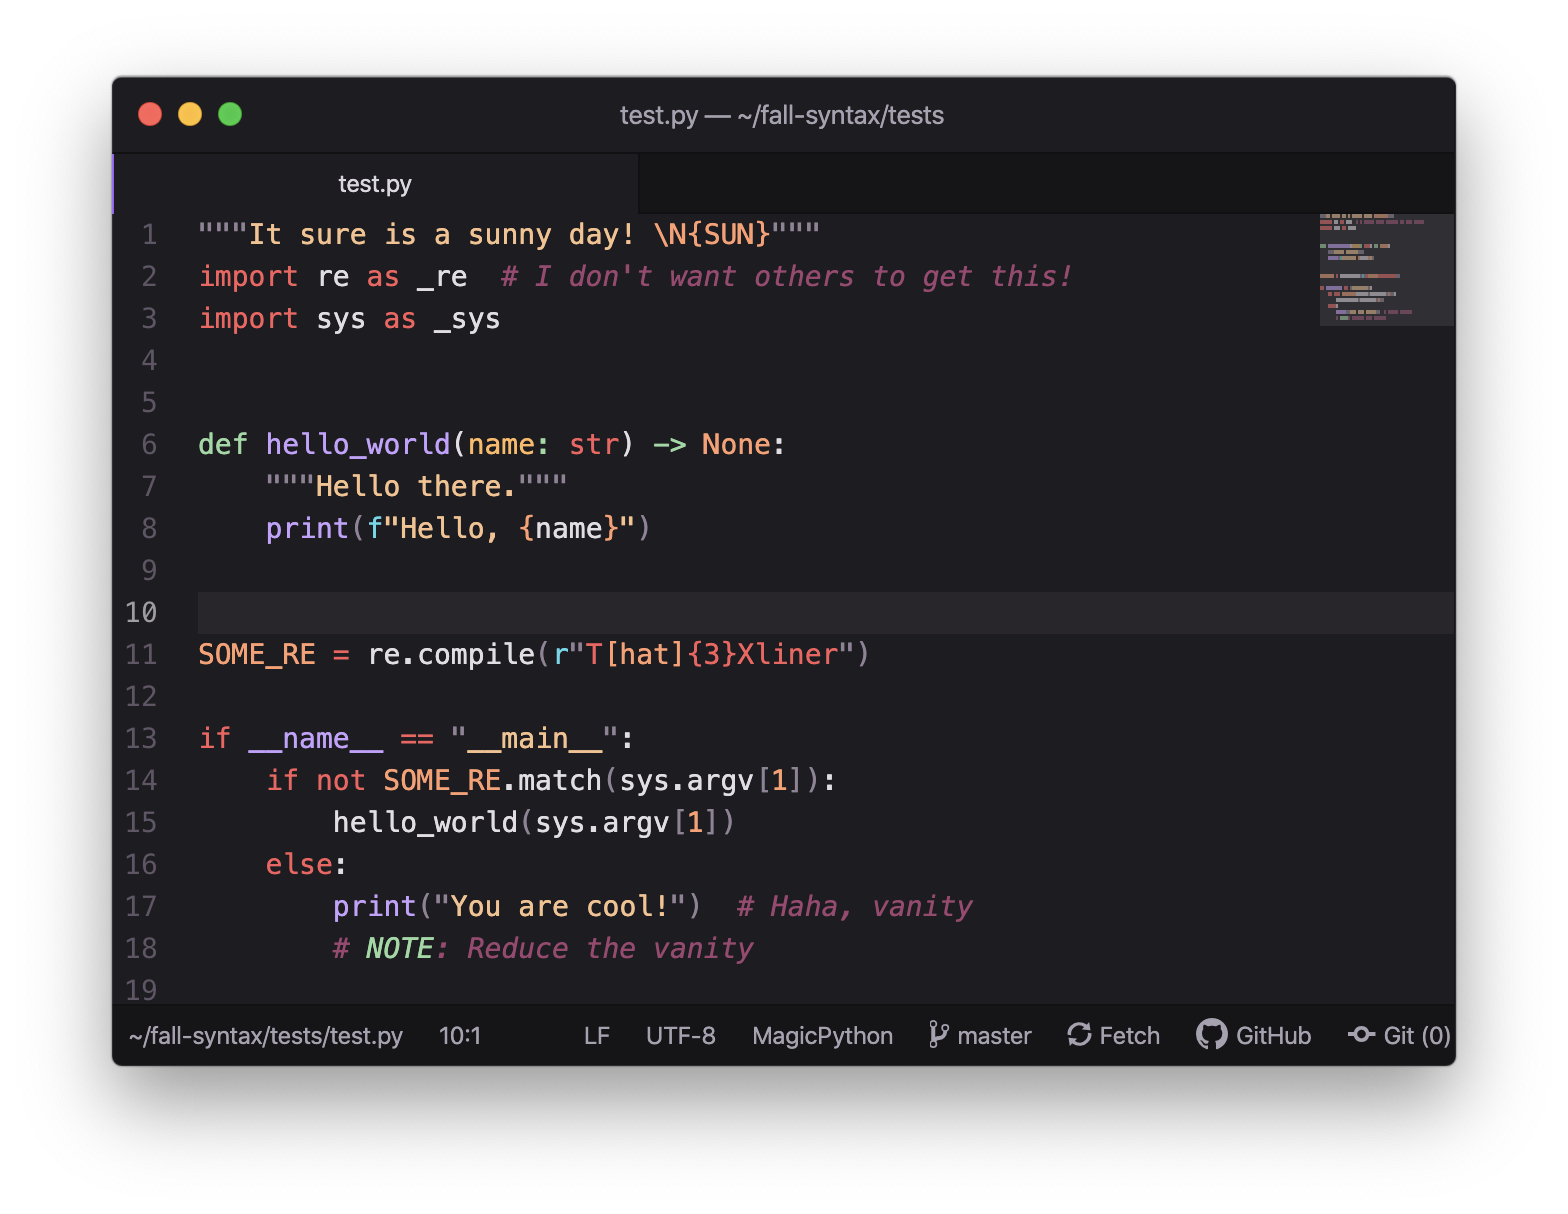 test.py — ~/fall-syntax/tests
test.py
1 """It sure is a sunny day! \N{SUN}"""
2 import re as _re  # I don't want others to get this!
3 import sys as _sys
4
5
6 def hello_world(name: str) -> None:
7     """Hello there."""
8     print(f"Hello, {name}")
9
10
11 SOME_RE = re.compile(r"T[hat]{3}Xliner")
12
13 if __name__ == "__main__":
14     if not SOME_RE.match(sys.argv[1]):
15         hello_world(sys.argv[1])
16     else:
17         print("You are cool!")  # Haha, vanity
18         # NOTE: Reduce the vanity
19
~/fall-syntax/tests/test.py 10:1 LF UTF-8 MagicPython master Fetch GitHub Git (0)